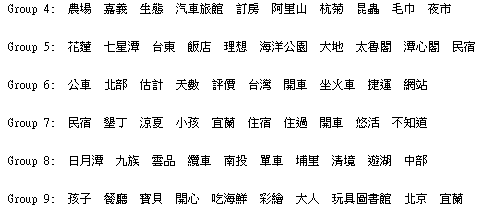 Group 4: 農場 嘉義 生態 汽車旅館 訂房 阿里山 杭菊 昆蟲 毛巾 夜市
Group 5: 花蓮 七星潭 台東 飯店 理想 海洋公園 大地 太魯閣 潭心閣 民宿
Group 6: 公車 北部 估計 天數 評價 台灣 開車 坐火車 捷運 網站
Group 7: 民宿 墾丁 涼夏 小孩 宜蘭 住宿 住過 開車 悠活 不知道
Group 8: 日月潭 九族 雲品 纜車 南投 單車 埔里 清境 遊湖 中部
Group 9: 孩子 餐廳 寶貝 開心 吃海鮮 彩繪 大人 玩具圖書館 北京 宜蘭